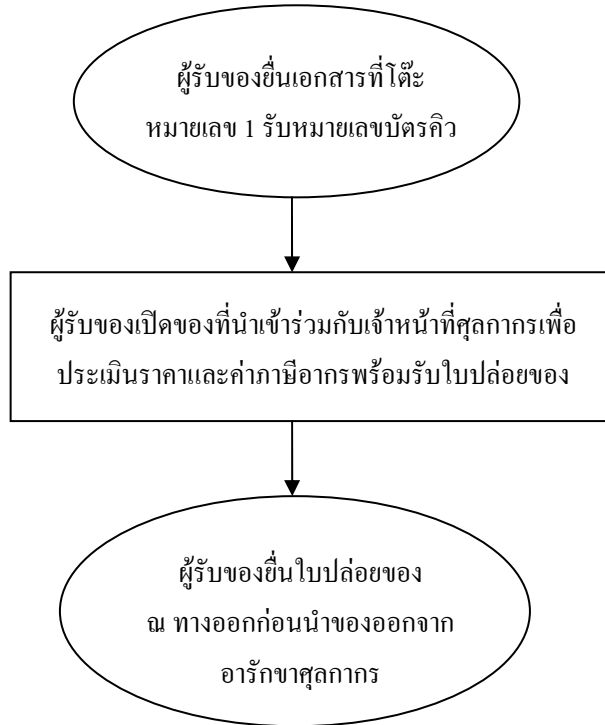 ผู้รับของยื่นเอกสารที่โต๊ะ
หมายเลข 1 รับหมายเลขบัตรคิว
ผู้รับของเปิดของที่นำเข้าร่วมกับเจ้าหน้าที่ศุลกากรเพื่อ
ประเมินราคาและค่าภาษีอากรพร้อมรับใบปล่อยของ
ผู้รับของยื่นใบปล่อยของ
ณ ทางออกก่อนนำของออกจาก
อารักขาศุลกากร